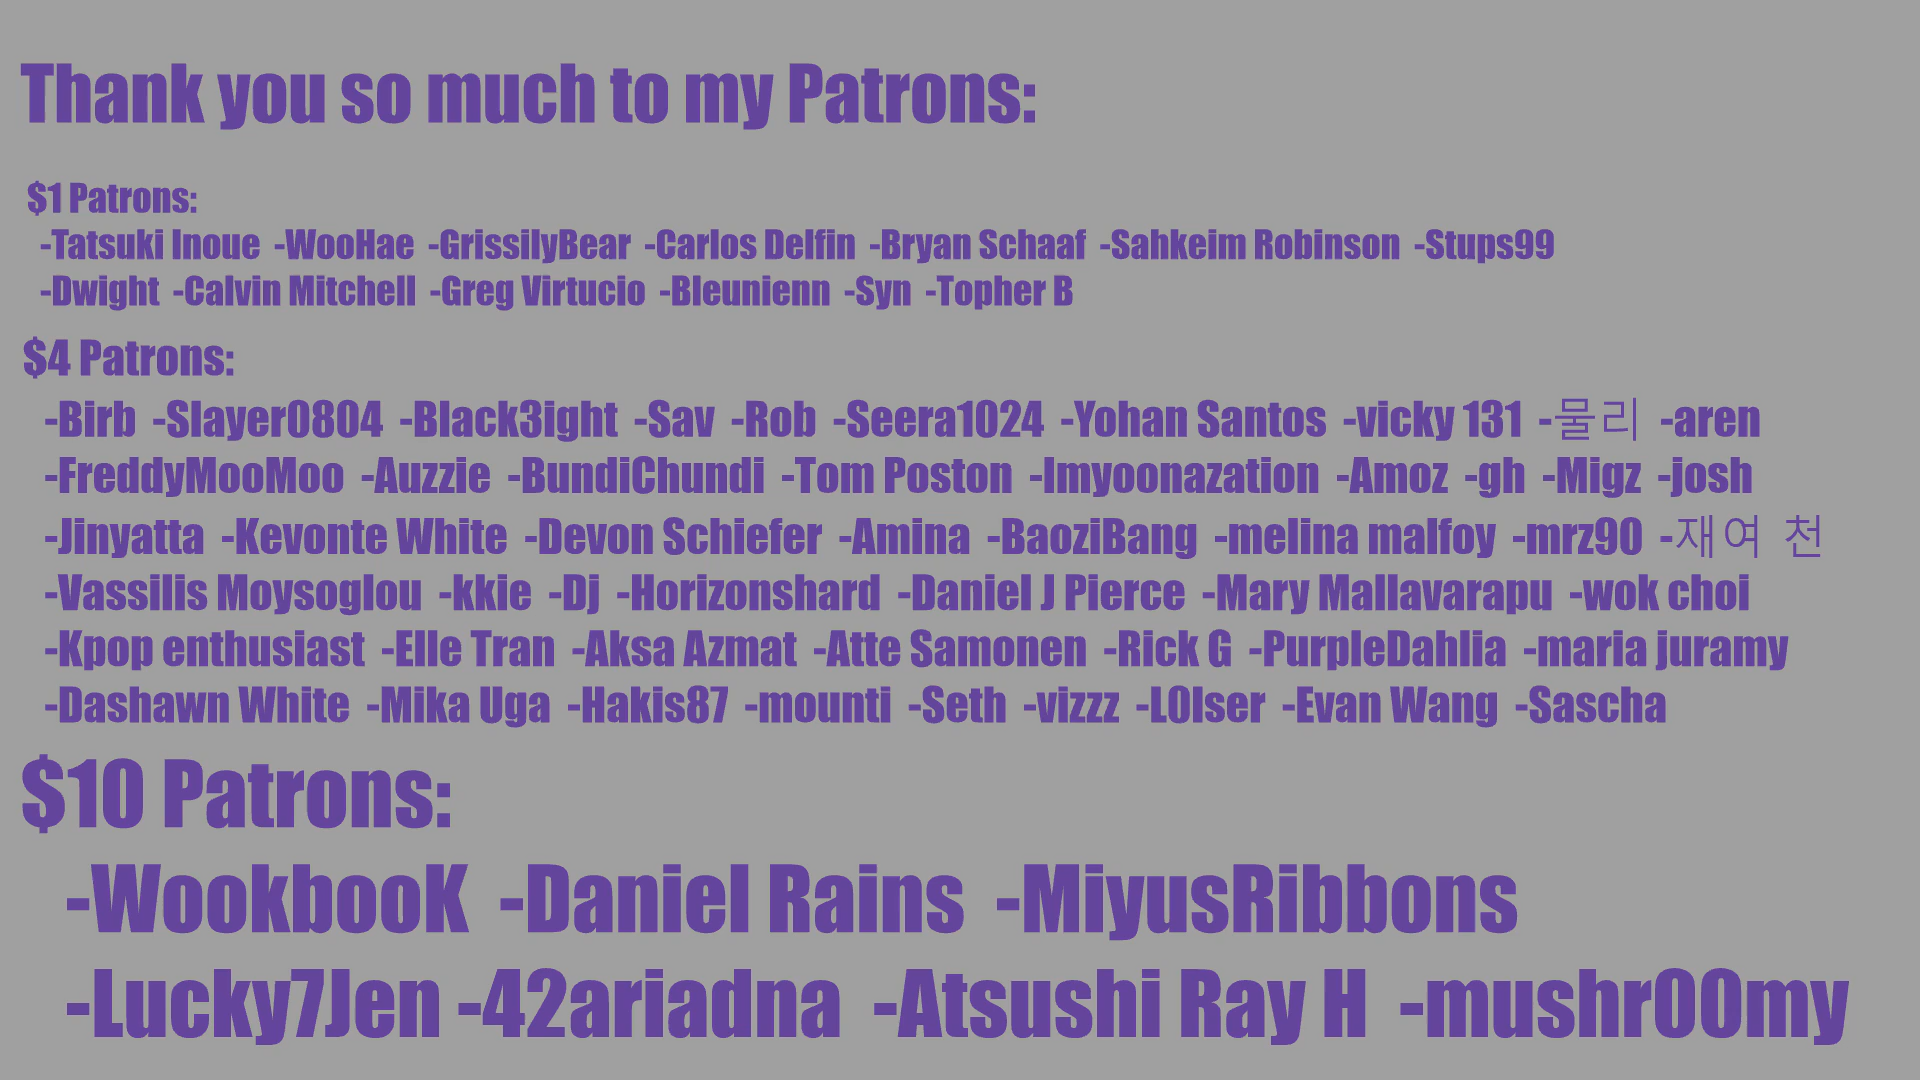 Thank you so much to my Patrons:
$1 Patrons:
-Tatsuki Inoue -WooHae -GrissilyBear -Carlos Delfin -Bryan Schaaf -Sahkeim Robinson -Stups99
-Dwight -Calvin Mitchell -Greg Virtucio -Bleunienn -Syn -Topher B
$4 Patrons:
-Birb -Slayer0804 -Black3ight -Sav -Rob -Seera1024 -Yohan Santos -vicky 131 -물리 -aren
-FreddyMooMoo -Auzzie -BundiChundi -Tom Poston -Imyoonazation -Amoz -gh -Migz -josh
-Jinyatta -Kevonte White -Devon Schiefer -Amina -BaoziBang -melina malfoy -mrz90 -재여 천
-Vassilis Moysoglou -kkie -Dj -Horizonshard -Daniel J Pierce -Mary Mallavarapu -wok choi
-Kpop enthusiast -Elle Tran -Aksa Azmat -Atte Samonen -Rick G -PurpleDahlia -maria juramy
-Dashawn White -Mika Uga -Hakis87 -mounti -Seth -vizzz -L0lser -Evan Wang -Sascha
$10 Patrons:
-WookbooK -Daniel Rains -MiyusRibbons
-Lucky7Jen -42ariadna -Atsushi Ray H -mushr00my